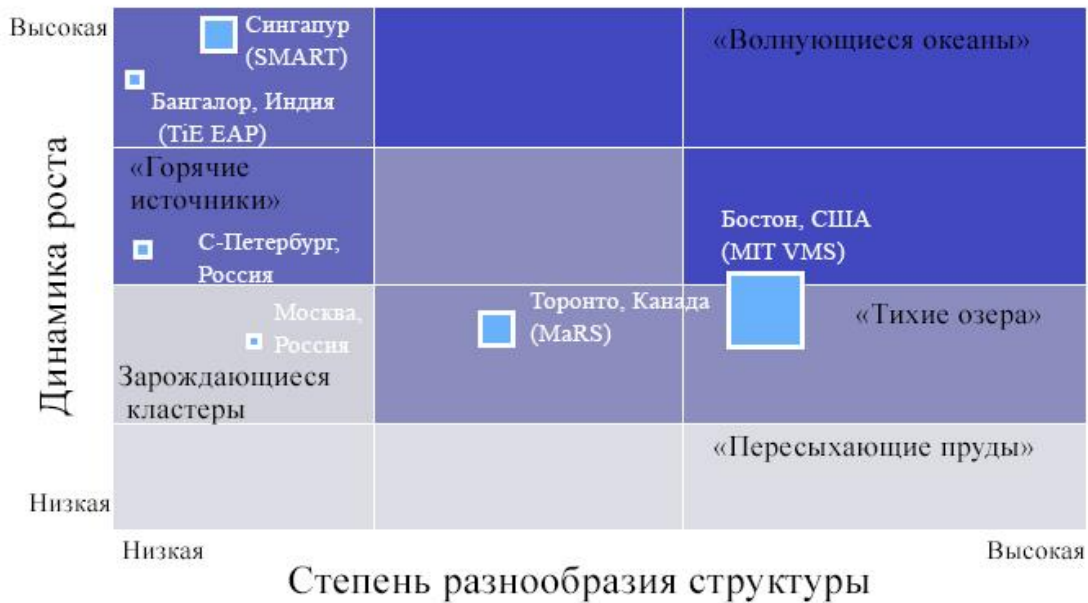 Высокая
Сингапур
(SMART)
«Волнующиеся океаны»
Бангалор, Индия
(TiE EAP)
Динамика роста
«Горячие
источники»
С-Петербург,
Россия
Бостон, США
(MIT VMS)
Москва,
Россия
Торонто, Канада
(MaRS)
«Тихие озера»
Зарождающиеся
кластеры
«Пересыхающие пруды»
Низкая
Низкая
Высокая
Степень разнообразия структуры